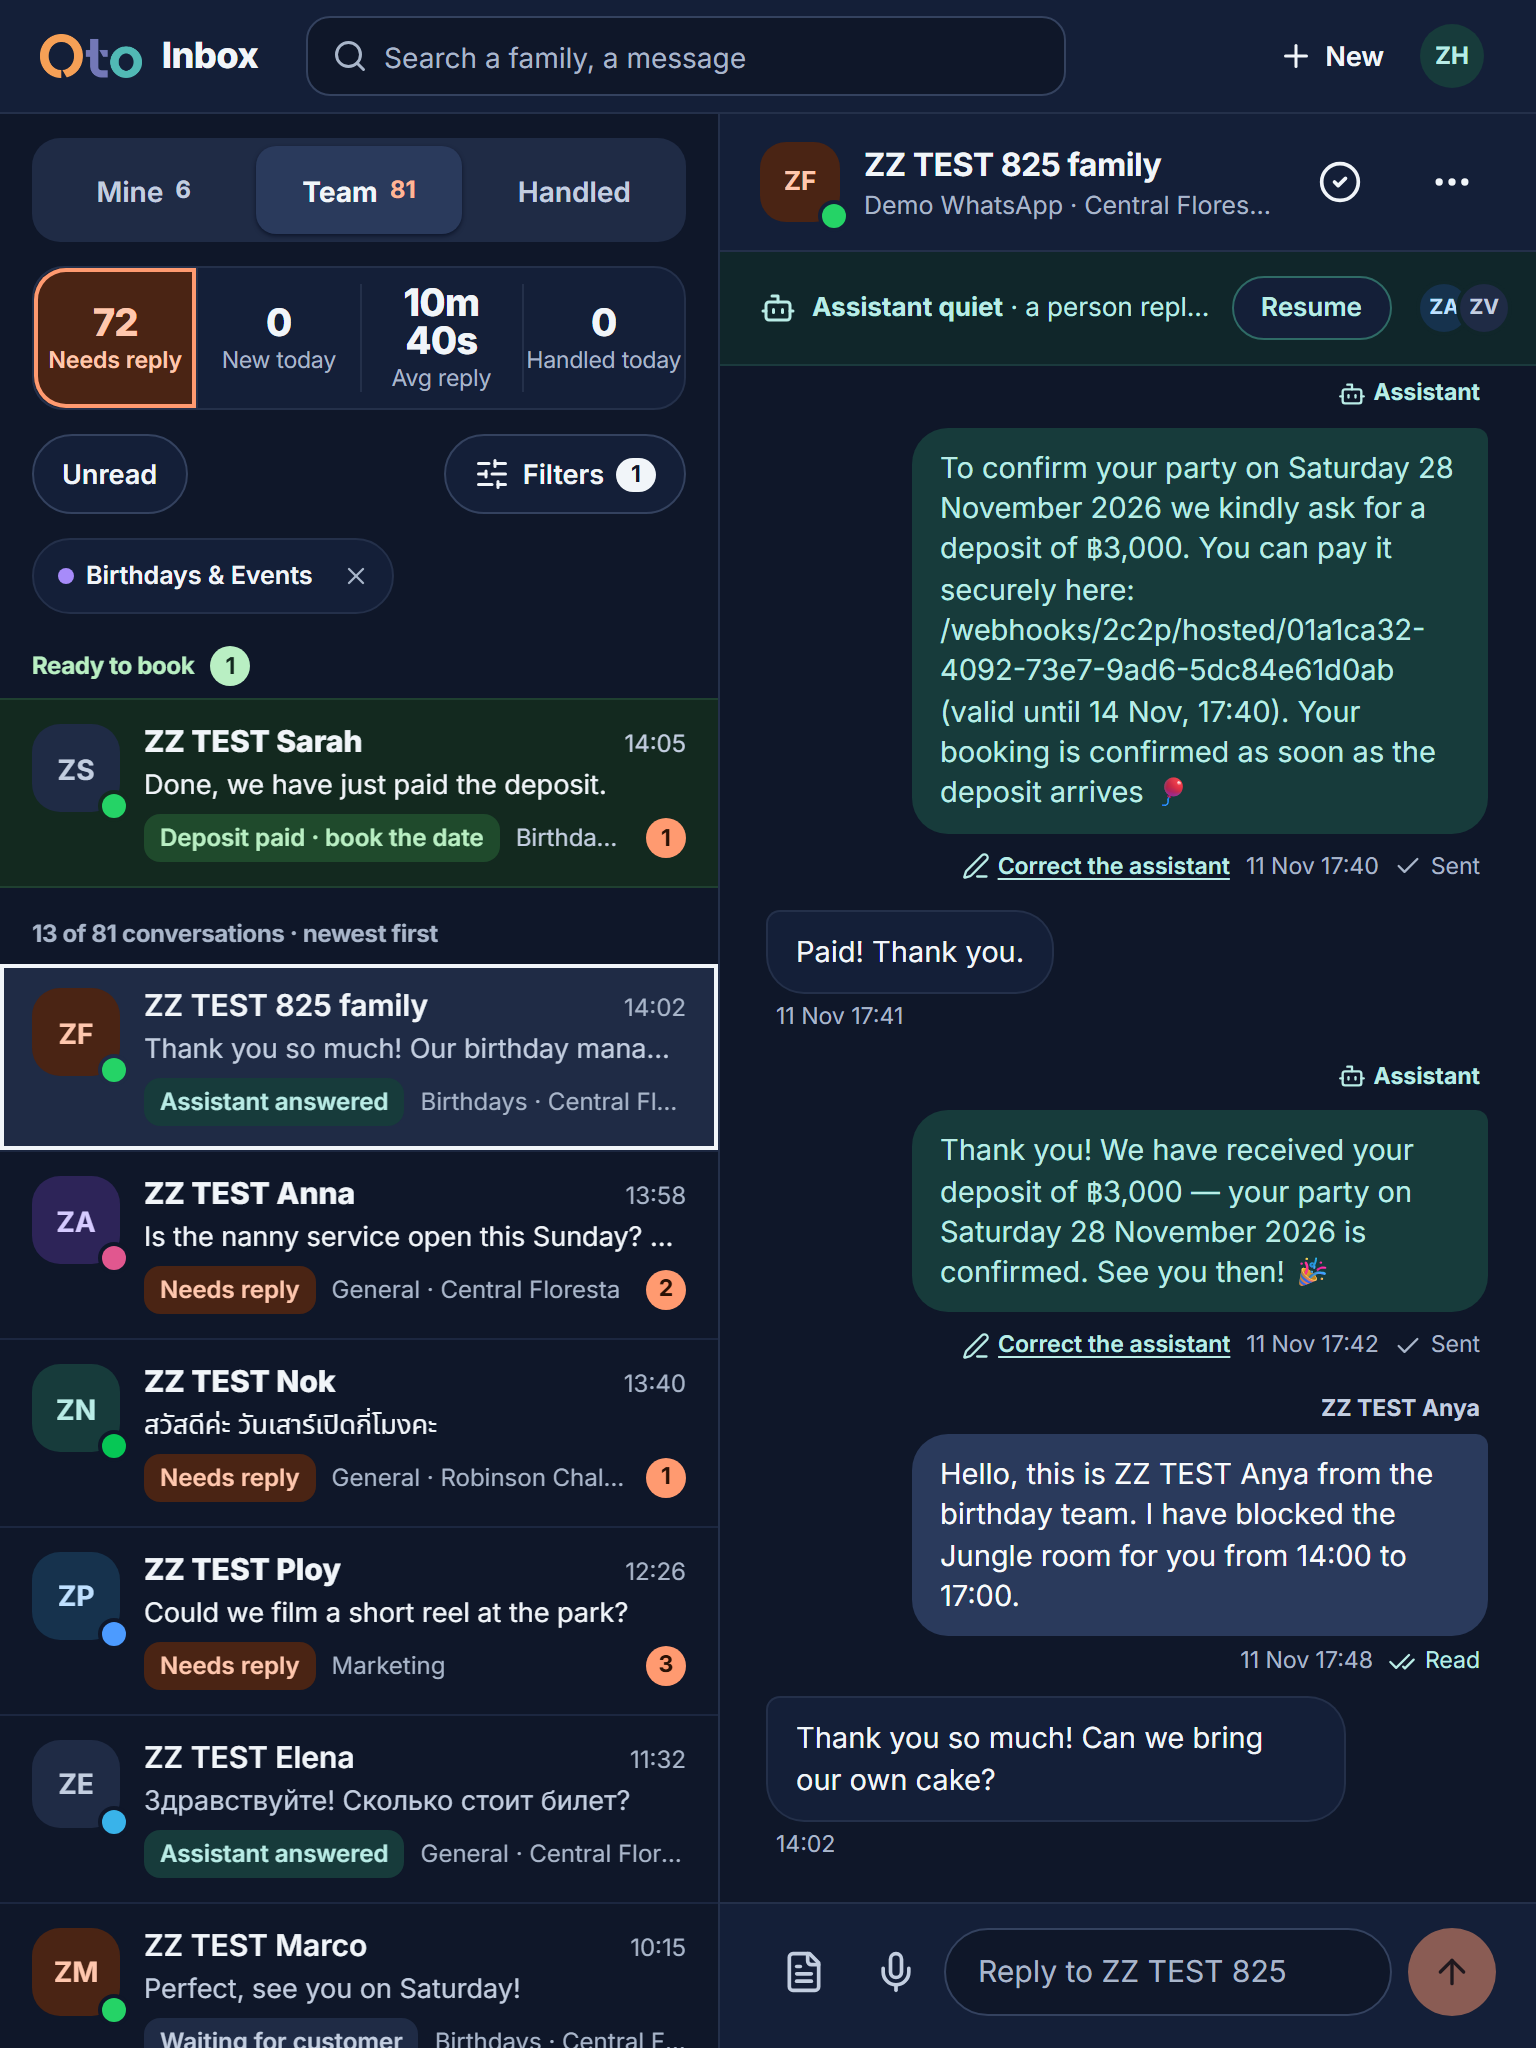 Oto Inbox
Search a family, a message
New
ZH
Mine 6
Team 81
Handled
72
Needs reply
0
New today
10m
40s
Avg reply
0
Handled today
Unread
Filters 1
Birthdays & Events
Ready to book 1
ZS
ZZ TEST Sarah
14:05
Done, we have just paid the deposit.
Deposit paid · book the date
Birthda...
1
13 of 81 conversations · newest first
ZF
ZZ TEST 825 family
14:02
Thank you so much! Our birthday mana...
Assistant answered
Birthdays · Central Fl...
ZA
ZZ TEST Anna
13:58
Is the nanny service open this Sunday? ...
Needs reply
General · Central Floresta
2
ZN
ZZ TEST Nok
13:40
สวัสดีค่ะ วันเสาร์เปิดกี่โมงคะ
Needs reply
General · Robinson Chal...
1
ZP
ZZ TEST Ploy
12:26
Could we film a short reel at the park?
Needs reply
Marketing
3
ZE
ZZ TEST Elena
11:32
Здравствуйте! Сколько стоит билет?
Assistant answered
General · Central Flor...
ZM
ZZ TEST Marco
10:15
Perfect, see you on Saturday!
Waiting for customer
Birthdays · Central F...
ZF
ZZ TEST 825 family
Demo WhatsApp · Central Flores...
Assistant quiet · a person repl...
Resume
ZA
ZV
Assistant
To confirm your party on Saturday 28
November 2026 we kindly ask for a
deposit of ฿3,000. You can pay it
securely here:
/webhooks/2c2p/hosted/01a1ca32-
4092-73e7-9ad6-5dc84e61d0ab
(valid until 14 Nov, 17:40). Your
booking is confirmed as soon as the
deposit arrives 🎈
Correct the assistant 11 Nov 17:40 Sent
Paid! Thank you.
11 Nov 17:41
Assistant
Thank you! We have received your
deposit of ฿3,000 — your party on
Saturday 28 November 2026 is
confirmed. See you then! 🎉
Correct the assistant 11 Nov 17:42 Sent
ZZ TEST Anya
Hello, this is ZZ TEST Anya from the
birthday team. I have blocked the
Jungle room for you from 14:00 to
17:00.
11 Nov 17:48 Read
Thank you so much! Can we bring
our own cake?
14:02
Reply to ZZ TEST 825